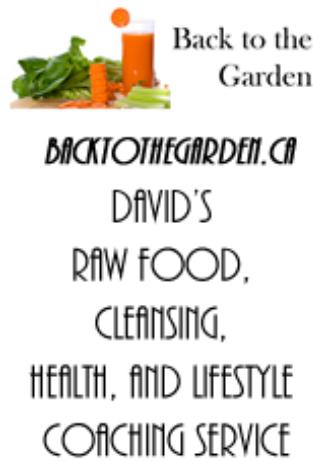 Back to the
Garden
BACKTOTHEGARDEN.CA
DAVID'S
RAW FOOD,
CLEANSING,
HEALTH, AND LIFESTYLE
COACHING SERVICE